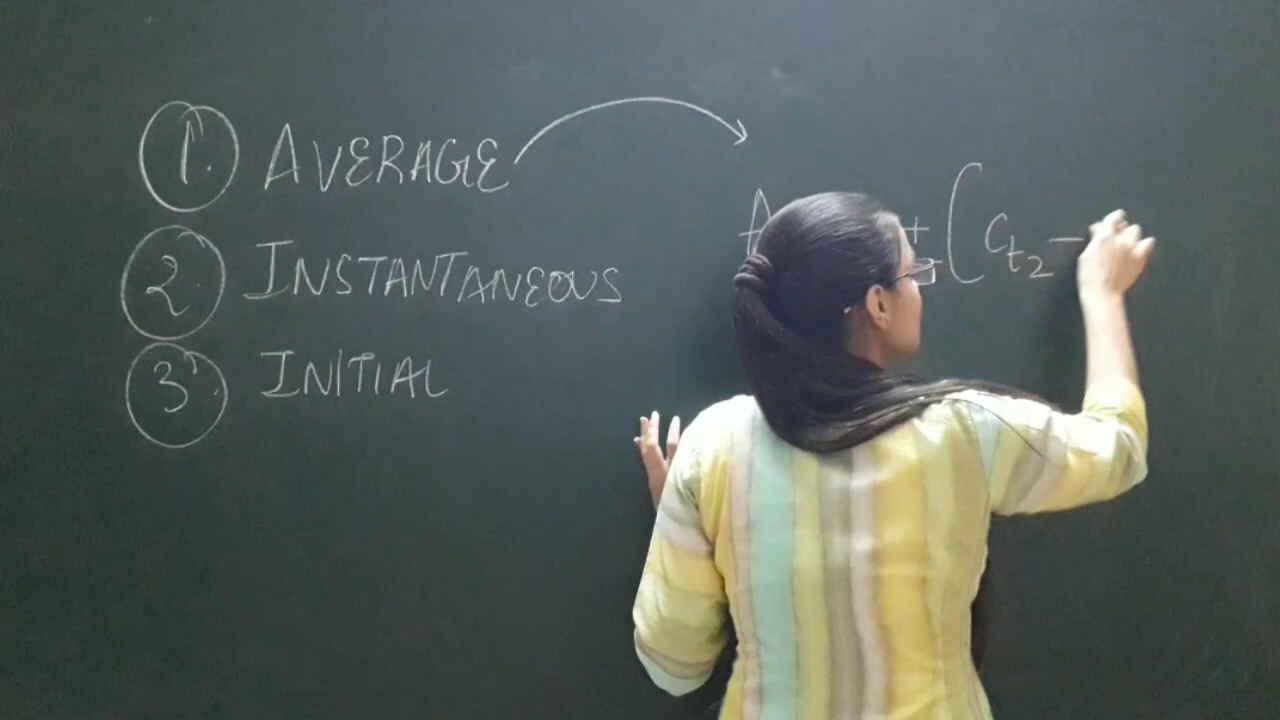 1. AVERAGE
2. INSTANTANEOUS
3. INITIAL
A + ( Ct2 –